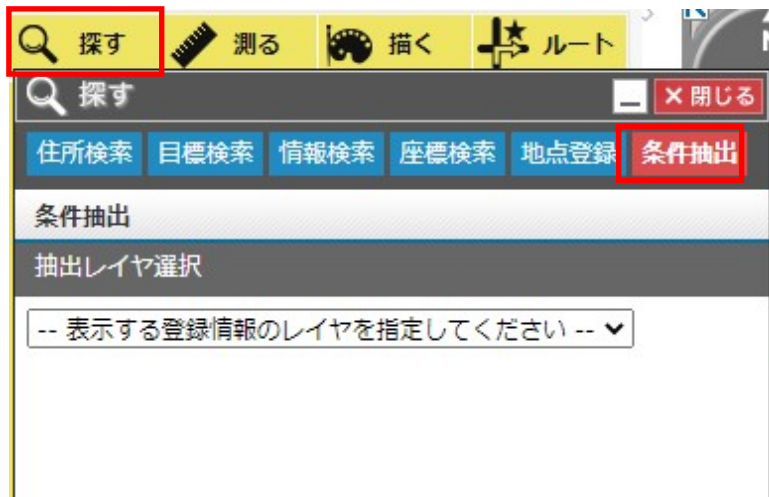 探す 測る 描く ルート
探す ×閉じる
住所検索 目標検索 情報検索 座標検索 地点登録 条件抽出
条件抽出
抽出レイヤ選択
-- 表示する登録情報のレイヤを指定してください --